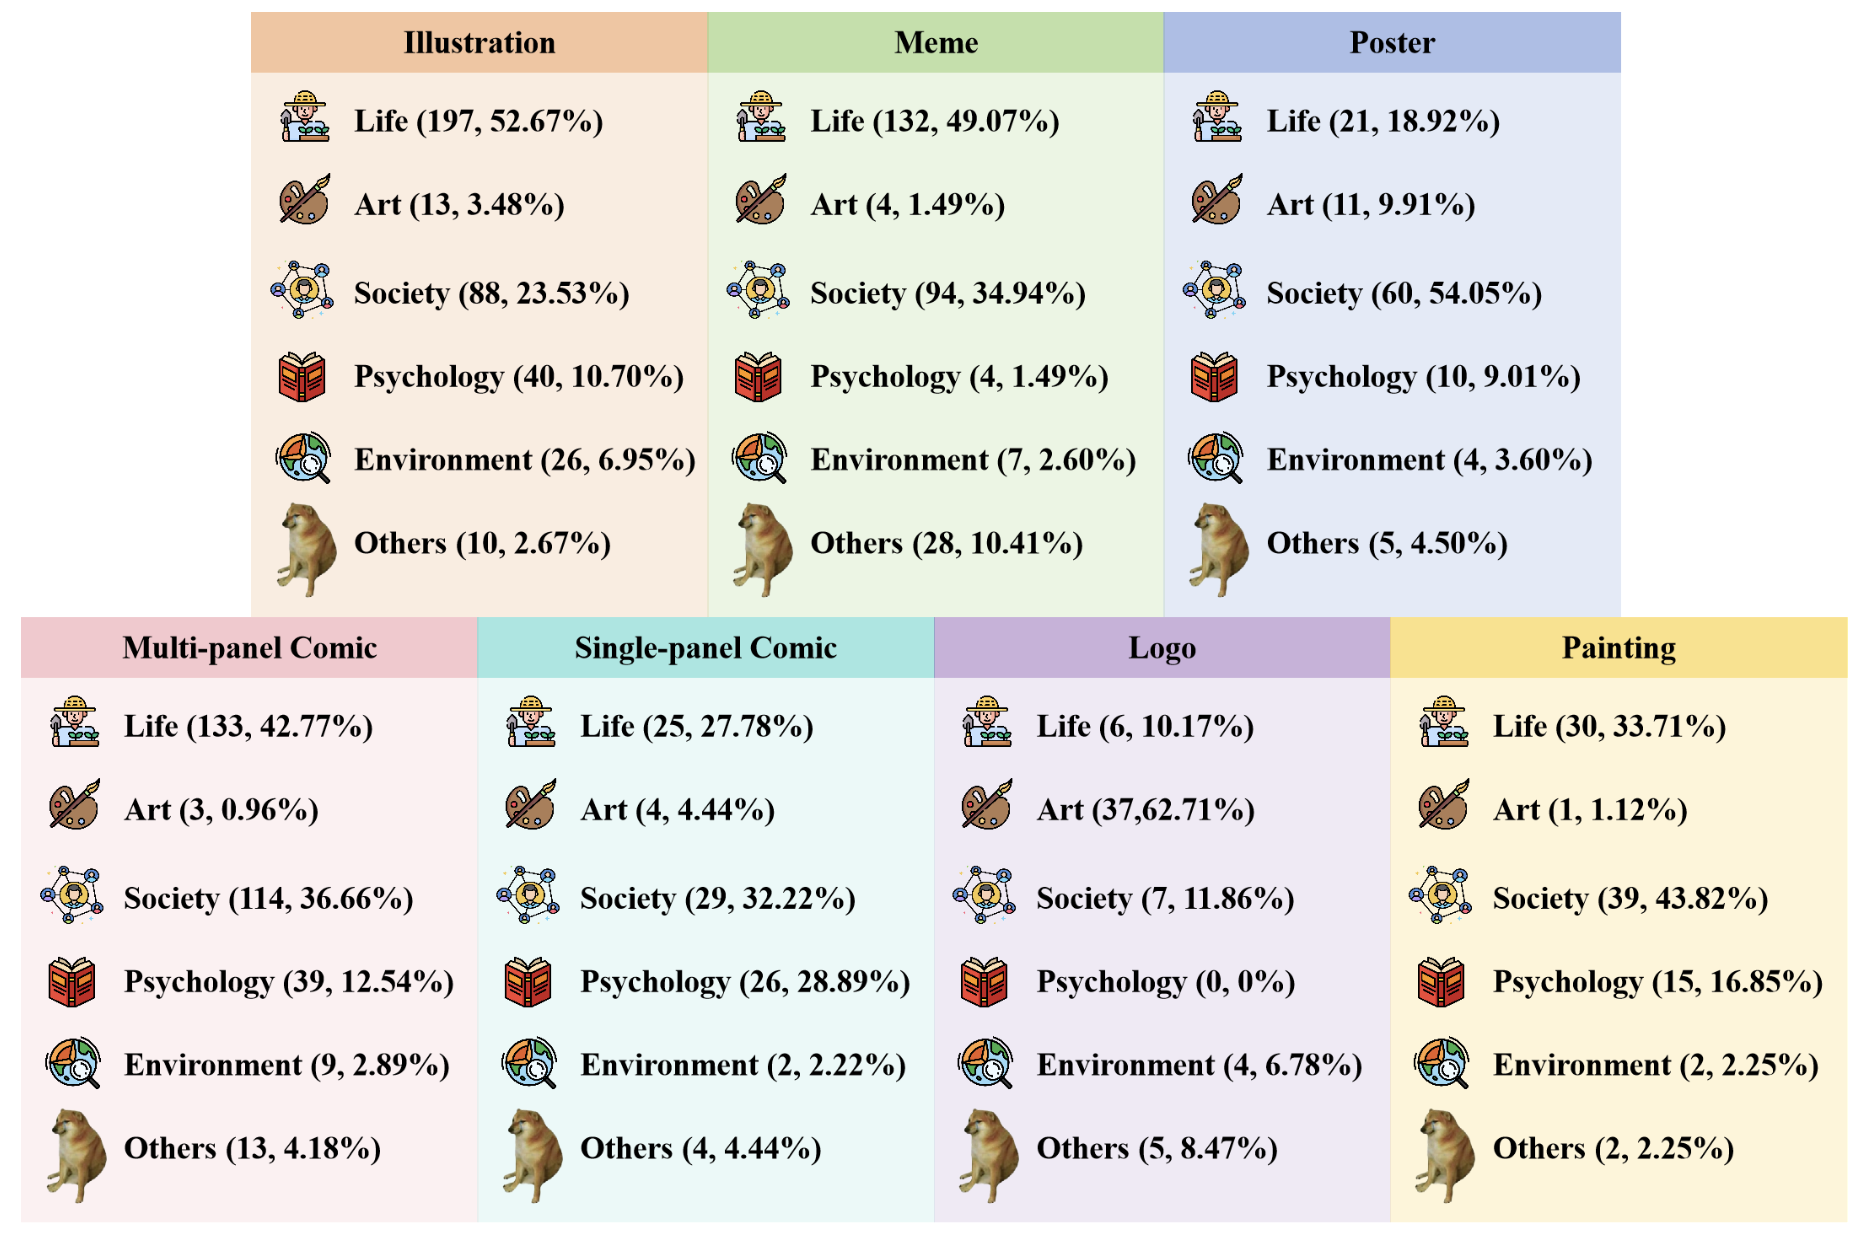 Illustration
Life (197, 52.67%)
Art (13, 3.48%)
Society (88, 23.53%)
Psychology (40, 10.70%)
Environment (26, 6.95%)
Others (10, 2.67%)
Meme
Life (132, 49.07%)
Art (4, 1.49%)
Society (94, 34.94%)
Psychology (4, 1.49%)
Environment (7, 2.60%)
Others (28, 10.41%)
Poster
Life (21, 18.92%)
Art (11, 9.91%)
Society (60, 54.05%)
Psychology (10, 9.01%)
Environment (4, 3.60%)
Others (5, 4.50%)
Multi-panel Comic
Life (133, 42.77%)
Art (3, 0.96%)
Society (114, 36.66%)
Psychology (39, 12.54%)
Environment (9, 2.89%)
Others (13, 4.18%)
Single-panel Comic
Life (25, 27.78%)
Art (4, 4.44%)
Society (29, 32.22%)
Psychology (26, 28.89%)
Environment (2, 2.22%)
Others (4, 4.44%)
Logo
Life (6, 10.17%)
Art (37,62.71%)
Society (7, 11.86%)
Psychology (0, 0%)
Environment (4, 6.78%)
Others (5, 8.47%)
Painting
Life (30, 33.71%)
Art (1, 1.12%)
Society (39, 43.82%)
Psychology (15, 16.85%)
Environment (2, 2.25%)
Others (2, 2.25%)